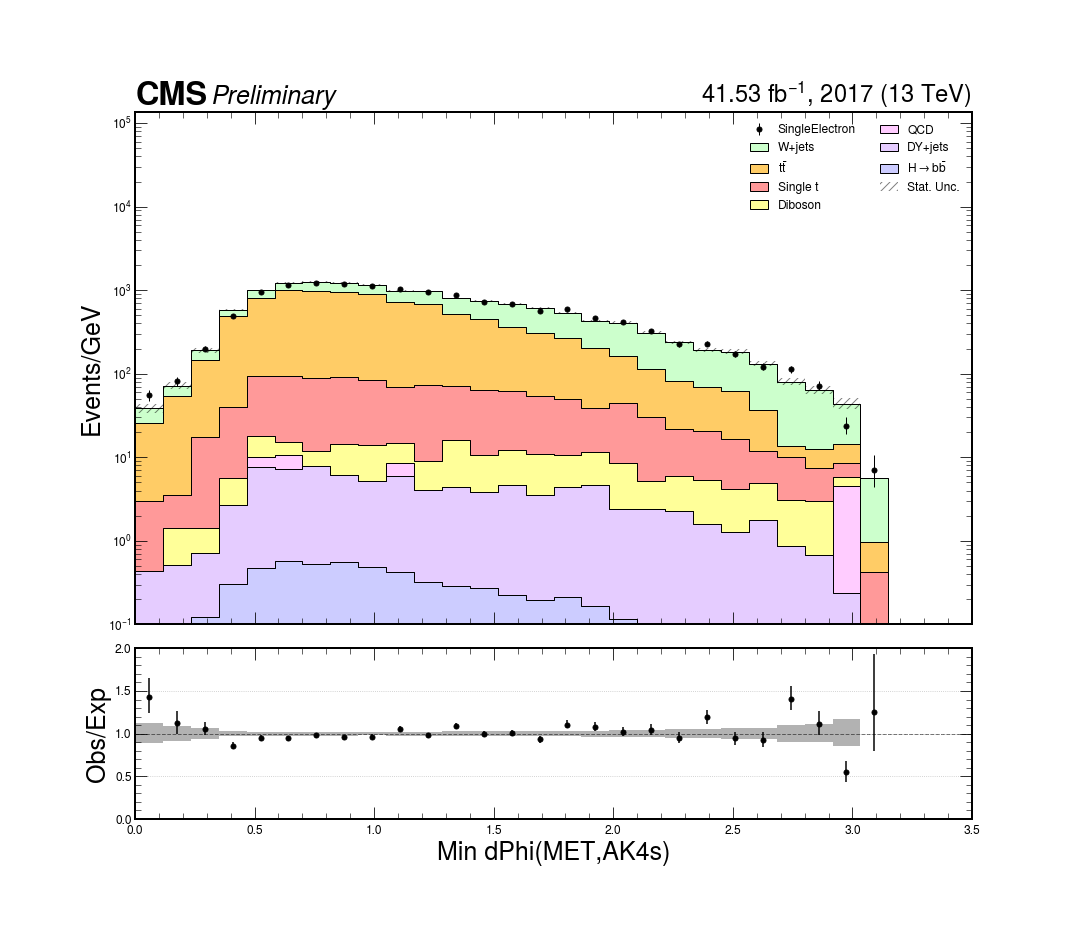 CMS Preliminary 41.53 fb⁻¹, 2017 (13 TeV)
SingleElectron
W+jets
tt̄
Single t
Diboson
QCD
DY+jets
H→bb̄
Stat. Unc.
Events/GeV
10⁵
10⁴
10³
10²
10¹
10⁰
10⁻¹
Obs/Exp
2.0
1.5
1.0
0.5
0.0
0.0 0.5 1.0 1.5 2.0 2.5 3.0 3.5
Min dPhi(MET,AK4s)